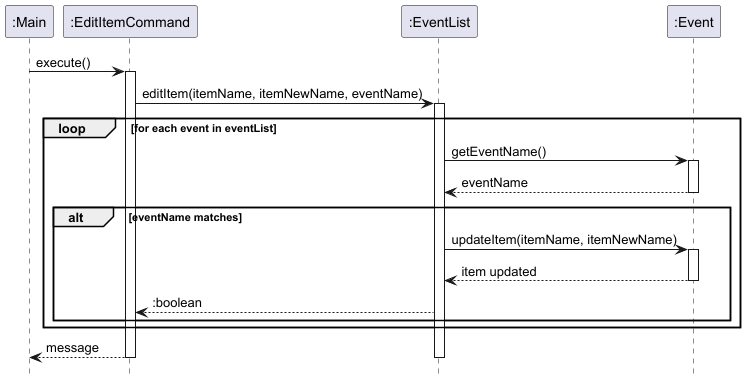 :Main
:EditItemCommand
:EventList
:Event
execute()
editItem(itemName, itemNewName, eventName)
loop
[for each event in eventList]
getEventName()
eventName
alt
[eventName matches]
updateItem(itemName, itemNewName)
item updated
:boolean
message